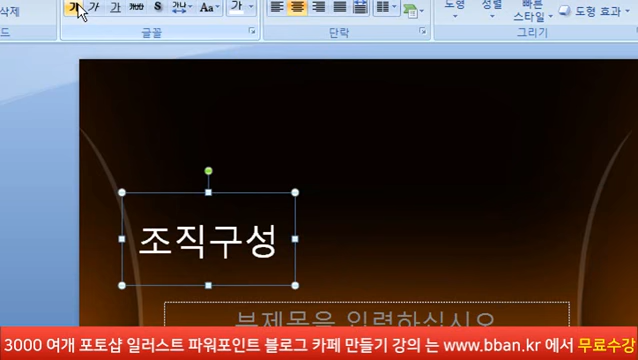 삭제
가 가 가 abc S 가 Aa 가
도형 정렬 빠른 스타일 도형 효과
글꼴 단락 그리기
조직구성
부제목을 입력하십시오
3000 여개 포토샵 일러스트 파워포인트 블로그 카페 만들기 강의 는 www.bban.kr 에서 무료수강